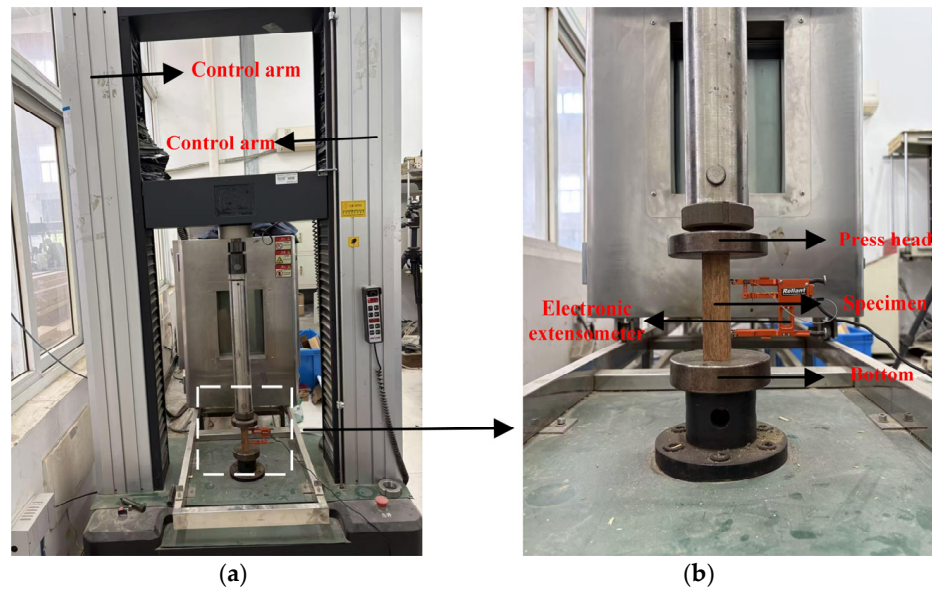 Control arm
Control arm
(a)
Press head
Reliant
Electronic
extensometer
Specimen
Bottom
(b)